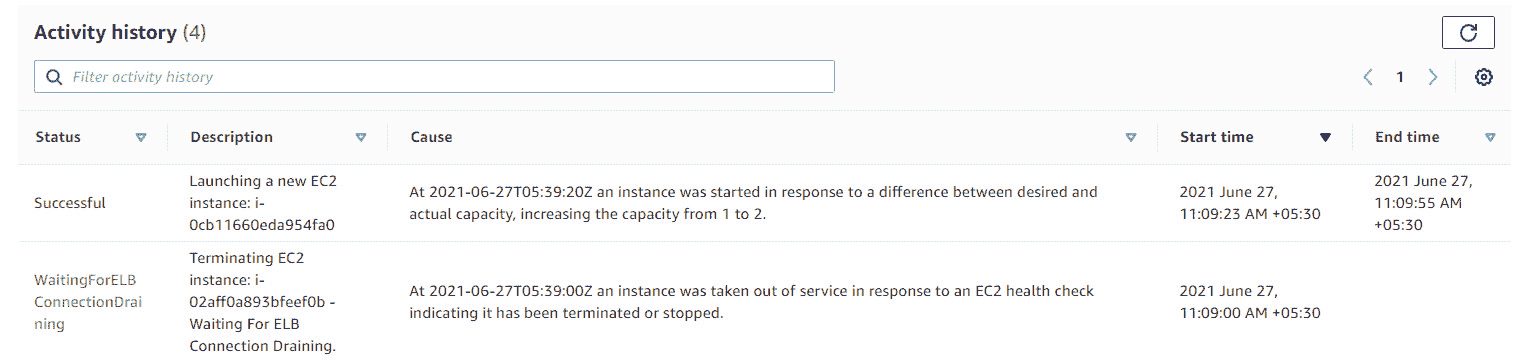 Activity history (4)
Filter activity history
1
Status Description Cause Start time End time
Successful
Launching a new EC2
instance: i-
0cb11660eda954fa0
At 2021-06-27T05:39:20Z an instance was started in response to a difference between desired and
actual capacity, increasing the capacity from 1 to 2.
2021 June 27,
11:09:23 AM +05:30
2021 June 27,
11:09:55 AM
+05:30
WaitingForELB
ConnectionDrai
ning
Terminating EC2
instance: i-
02aff0a893bfeef0b -
Waiting For ELB
Connection Draining.
At 2021-06-27T05:39:00Z an instance was taken out of service in response to an EC2 health check
indicating it has been terminated or stopped.
2021 June 27,
11:09:00 AM +05:30